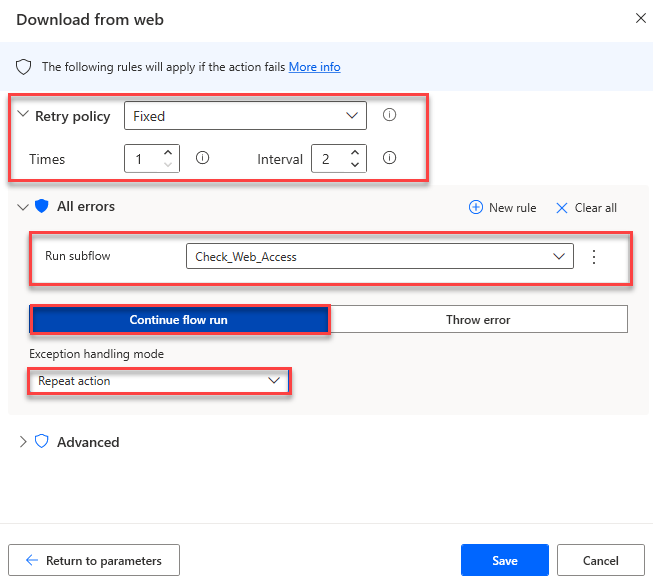 Download from web
The following rules will apply if the action fails More info
Retry policy Fixed
Times 1 Interval 2
All errors New rule Clear all
Run subflow Check_Web_Access
Continue flow run Throw error
Exception handling mode
Repeat action
Advanced
Return to parameters Save Cancel